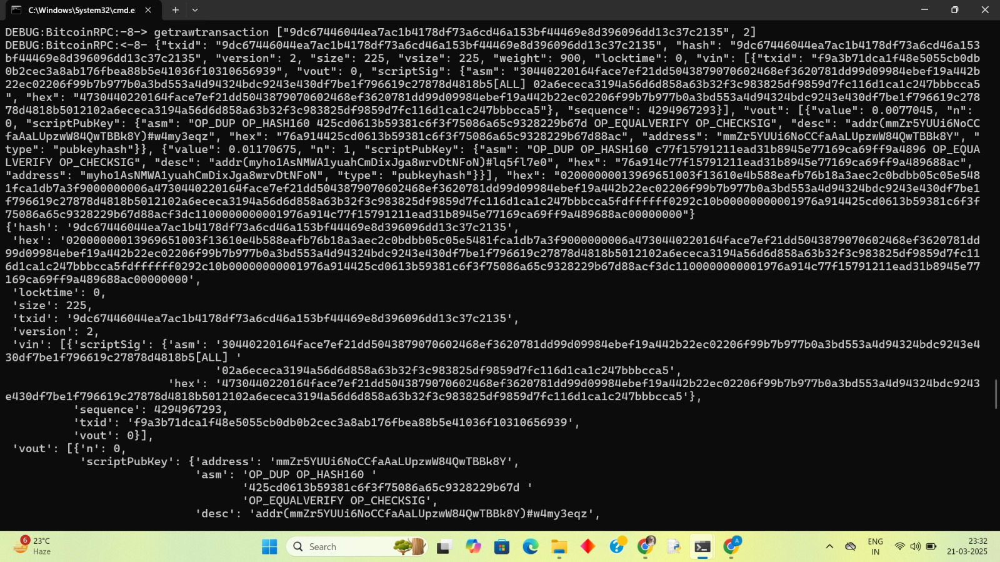 C:\Windows\System32\cmd.e
DEBUG:BitcoinRPC:-8-> getrawtransaction ["9dc67446044ea7ac1b4178df73a6cd46a153bf44469e8d396096dd13c37c2135", 2]
DEBUG:BitcoinRPC:<-8- {"txid": "9dc67446044ea7ac1b4178df73a6cd46a153bf44469e8d396096dd13c37c2135", "hash": "9dc67446044ea7ac1b4178df73a6cd46a153
bf44469e8d396096dd13c37c2135", "version": 2, "size": 225, "vsize": 225, "weight": 900, "locktime": 0, "vin": [{"txid": "f9a3b71dca1f48e5055cb0db
0b2cec3a8ab176fbea88b5e41036f10310656939", "vout": 0, "scriptSig": {"asm": "30440220164face7ef21dd5043879070602468ef3620781dd99d09984ebef19a442b
22ec02206f99b7b977b0a3bd553a4d94324bdc9243e430df7be1f796619c27878d4818b5[ALL] 02a6ececa3194a56d6d858a63b32f3c983825df9859d7fc116d1ca1c247bbbcca5
", "hex": "4730440220164face7ef21dd5043879070602468ef3620781dd99d09984ebef19a442b22ec02206f99b7b977b0a3bd553a4d94324bdc9243e430df7be1f796619c278
78d4818b5012102a6ececa3194a56d6d858a63b32f3c983825df9859d7fc116d1ca1c247bbbcca5"}, "sequence": 4294967293}], "vout": [{"value": 0.0077045, "n":
0, "scriptPubKey": {"asm": "OP_DUP OP_HASH160 425cd0613b59381c6f3f75086a65c9328229b67d OP_EQUALVERIFY OP_CHECKSIG", "desc": "addr(mmZr5YUUi6NoCC
faAaLUpzwW84QwTBBk8Y)#w4my3eqz", "hex": "76a914425cd0613b59381c6f3f75086a65c9328229b67d88ac", "address": "mmZr5YUUi6NoCCfaAaLUpzwW84QwTBBk8Y", "
type": "pubkeyhash"}}, {"value": 0.01170675, "n": 1, "scriptPubKey": {"asm": "OP_DUP OP_HASH160 c77f15791211ead31b8945e77169ca69ff9a4896 OP_EQUA
LVERIFY OP_CHECKSIG", "desc": "addr(myho1AsNMWA1yuahCmDixJga8wrvDtNFoN)#lq5fl7e0", "hex": "76a914c77f15791211ead31b8945e77169ca69ff9a489688ac",
"address": "myho1AsNMWA1yuahCmDixJga8wrvDtNFoN", "type": "pubkeyhash"}}], "hex": "02000000013969651003f13610e4b588eafb76b18a3aec2c0bdbb05c05e548
1fca1db7a3f9000000006a4730440220164face7ef21dd5043879070602468ef3620781dd99d09984ebef19a442b22ec02206f99b7b977b0a3bd553a4d94324bdc9243e430df7be1
f796619c27878d4818b5012102a6ececa3194a56d6d858a63b32f3c983825df9859d7fc116d1ca1c247bbbcca5fdffffff0292c10b00000000001976a914425cd0613b59381c6f3f
75086a65c9328229b67d88acf3dc1100000000001976a914c77f15791211ead31b8945e77169ca69ff9a489688ac00000000"}
{'hash': '9dc67446044ea7ac1b4178df73a6cd46a153bf44469e8d396096dd13c37c2135',
'hex': '02000000013969651003f13610e4b588eafb76b18a3aec2c0bdbb05c05e5481fca1db7a3f9000000006a4730440220164face7ef21dd5043879070602468ef3620781dd
99d09984ebef19a442b22ec02206f99b7b977b0a3bd553a4d94324bdc9243e430df7be1f796619c27878d4818b5012102a6ececa3194a56d6d858a63b32f3c983825df9859d7fc11
6d1ca1c247bbbcca5fdffffff0292c10b00000000001976a914425cd0613b59381c6f3f75086a65c9328229b67d88acf3dc1100000000001976a914c77f15791211ead31b8945e77
169ca69ff9a489688ac00000000',
'locktime': 0,
'size': 225,
'txid': '9dc67446044ea7ac1b4178df73a6cd46a153bf44469e8d396096dd13c37c2135',
'version': 2,
'vin': [{'scriptSig': {'asm': '30440220164face7ef21dd5043879070602468ef3620781dd99d09984ebef19a442b22ec02206f99b7b977b0a3bd553a4d94324bdc9243e4
30df7be1f796619c27878d4818b5[ALL] '
'02a6ececa3194a56d6d858a63b32f3c983825df9859d7fc116d1ca1c247bbbcca5',
'hex': '4730440220164face7ef21dd5043879070602468ef3620781dd99d09984ebef19a442b22ec02206f99b7b977b0a3bd553a4d94324bdc9243
e430df7be1f796619c27878d4818b5012102a6ececa3194a56d6d858a63b32f3c983825df9859d7fc116d1ca1c247bbbcca5'},
'sequence': 4294967293,
'txid': 'f9a3b71dca1f48e5055cb0db0b2cec3a8ab176fbea88b5e41036f10310656939',
'vout': 0}],
'vout': [{'n': 0,
'scriptPubKey': {'address': 'mmZr5YUUi6NoCCfaAaLUpzwW84QwTBBk8Y',
'asm': 'OP_DUP OP_HASH160 '
'425cd0613b59381c6f3f75086a65c9328229b67d '
'OP_EQUALVERIFY OP_CHECKSIG',
'desc': 'addr(mmZr5YUUi6NoCCfaAaLUpzwW84QwTBBk8Y)#w4my3eqz',
6
23°C
Haze
Search
A
ENG
IN
23:32
21-03-2025